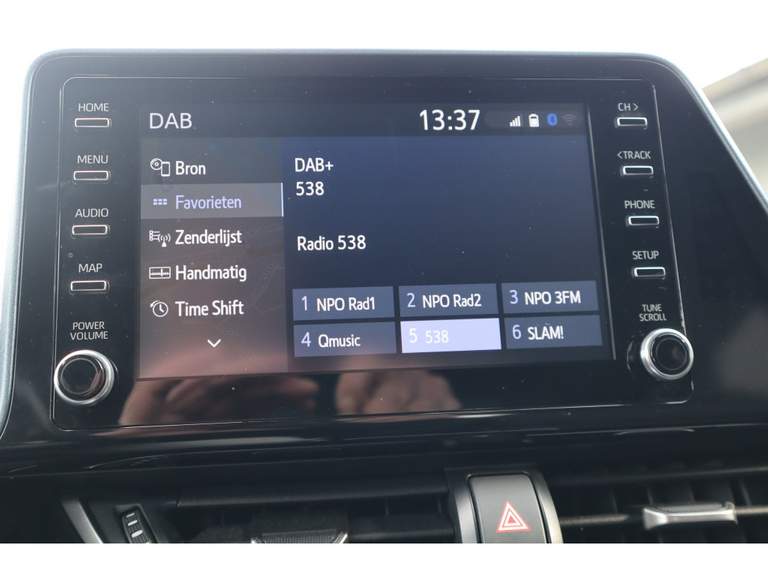 HOME
MENU
AUDIO
MAP
POWER
VOLUME
DAB
13:37
Bron
Favorieten
Zenderlijst
Handmatig
Time Shift
DAB+
538
Radio 538
1 NPO Rad1
2 NPO Rad2
3 NPO 3FM
4 Qmusic
5 538
6 SLAM!
CH >
< TRACK
PHONE
SETUP
TUNE
SCROLL